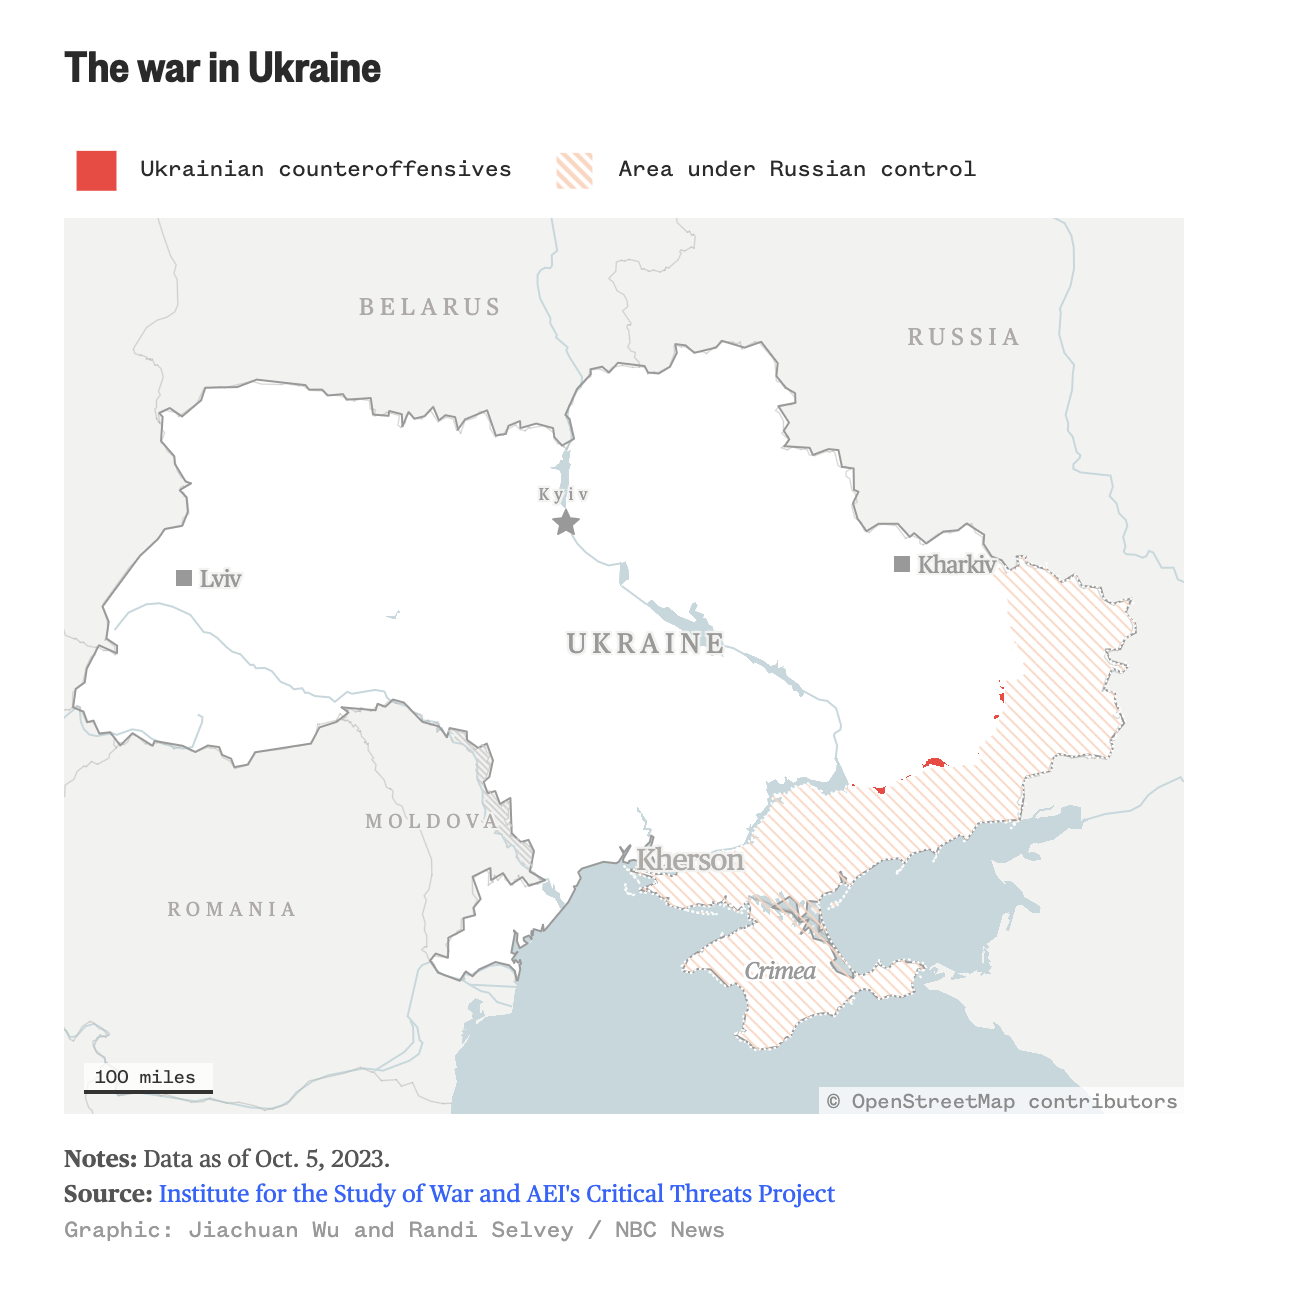 The war in Ukraine
Ukrainian counteroffensives
Area under Russian control
BELARUS
RUSSIA
Kyiv
Kharkiv
Lviv
UKRAINE
MOLDOVA
Kherson
ROMANIA
Crimea
100 miles
© OpenStreetMap contributors
Notes: Data as of Oct. 5, 2023.
Source: Institute for the Study of War and AEI's Critical Threats Project
Graphic: Jiachuan Wu and Randi Selvey / NBC News